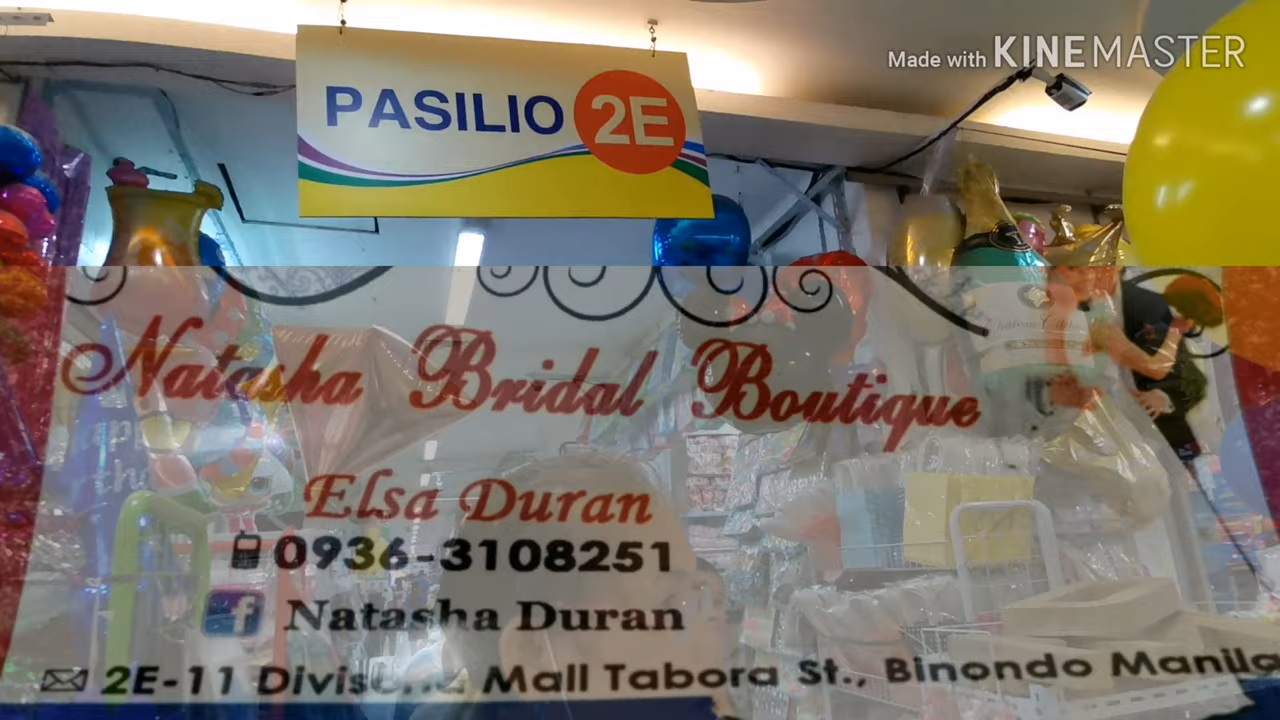 Made with KINEMASTER
PASILIO 2E
Natasha Bridal Boutique
Elsa Duran
0936-3108251
f Natasha Duran
2E-11 Mall Tabora St., Binondo Manila